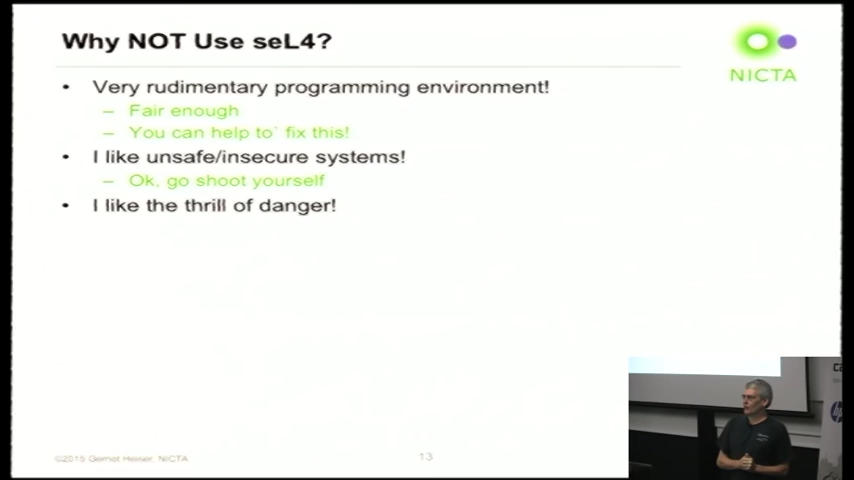 Why NOT Use seL4?
NICTA
• Very rudimentary programming environment!
– Fair enough
– You can help to` fix this!
• I like unsafe/insecure systems!
– Ok, go shoot yourself
• I like the thrill of danger!
©2015 Gernot Heiser, NICTA
13
hp